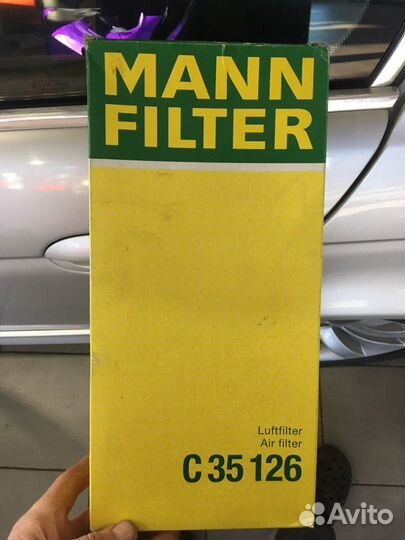 MANN
FILTER
Luftfilter
Air filter
C 35 126
Avito